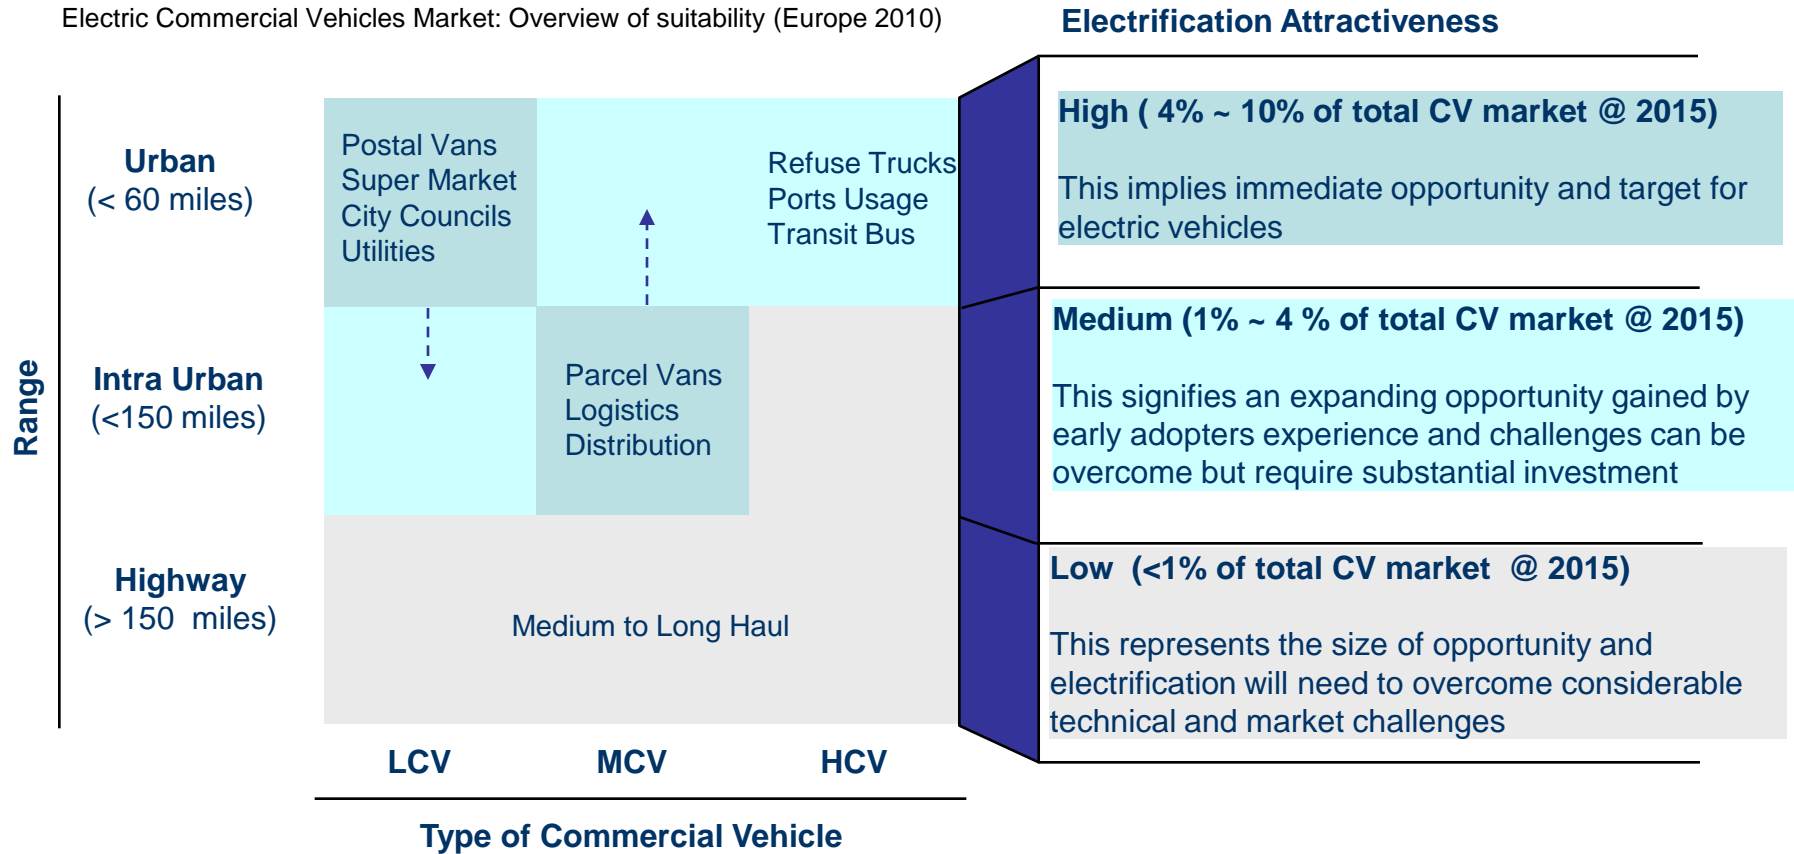 Electric Commercial Vehicles Market: Overview of suitability (Europe 2010)
Electrification Attractiveness
Range
Urban
(< 60 miles)
Postal Vans
Super Market
City Councils
Utilities
Refuse Trucks
Ports Usage
Transit Bus
Intra Urban
(<150 miles)
Parcel Vans
Logistics
Distribution
Highway
(> 150  miles)
Medium to Long Haul
LCV
MCV
HCV
Type of Commercial Vehicle
High ( 4% ~ 10% of total CV market @ 2015)
This implies immediate opportunity and target for
electric vehicles
Medium (1% ~ 4 % of total CV market @ 2015)
This signifies an expanding opportunity gained by
early adopters experience and challenges can be
overcome but require substantial investment
Low  (<1% of total CV market  @ 2015)
This represents the size of opportunity and
electrification will need to overcome considerable
technical and market challenges